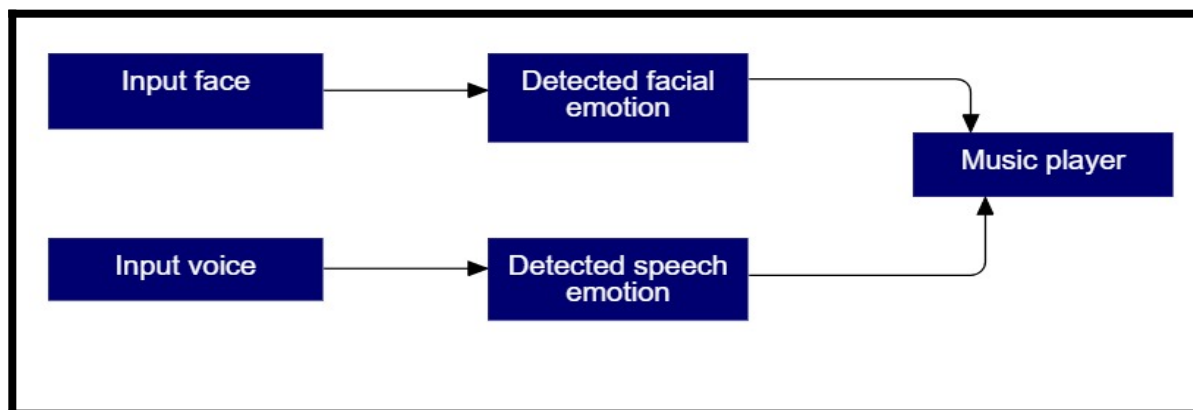 Input face
Detected facial
emotion
Music player
Input voice
Detected speech
emotion